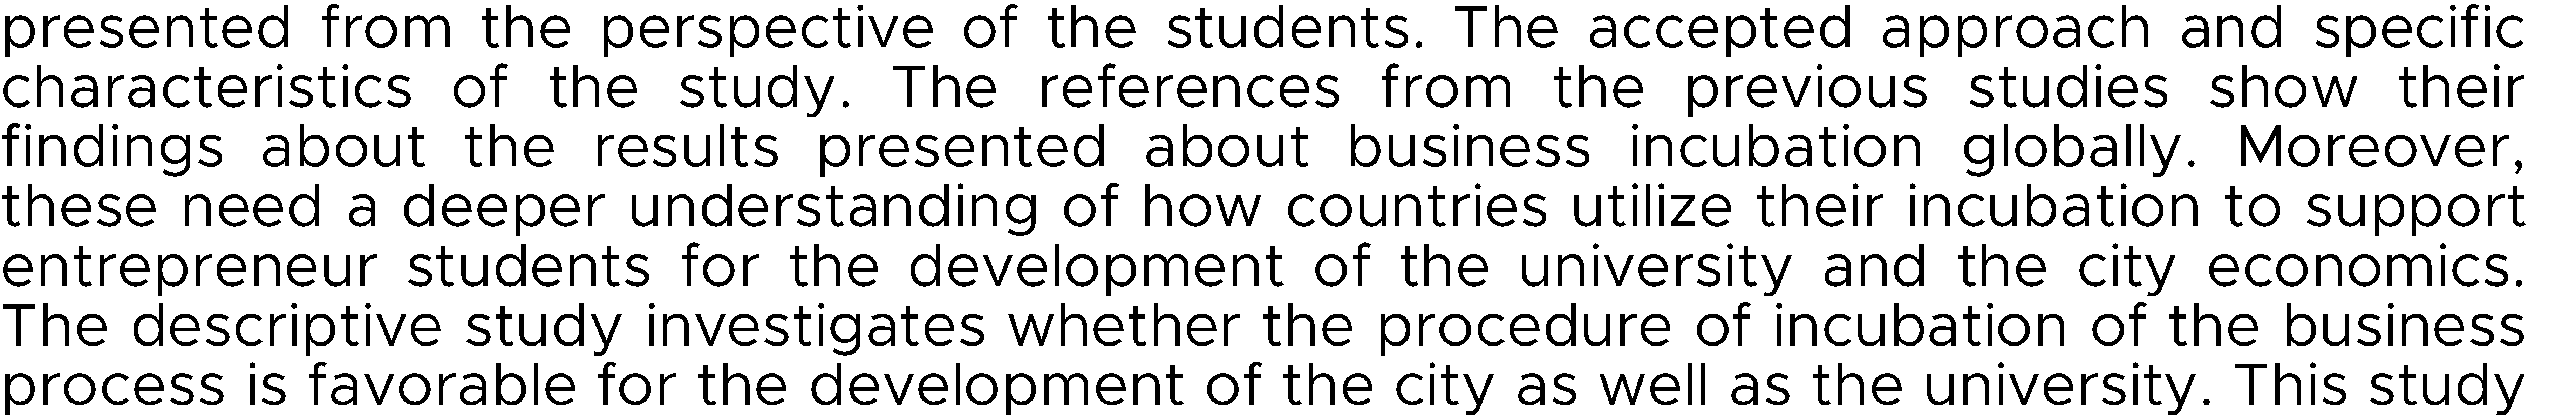 presented from the perspective of the students. The accepted approach and specific
characteristics of the study. The references from the previous studies show their
findings about the results presented about business incubation globally. Moreover,
these need a deeper understanding of how countries utilize their incubation to support
entrepreneur students for the development of the university and the city economics.
The descriptive study investigates whether the procedure of incubation of the business
process is favorable for the development of the city as well as the university. This study